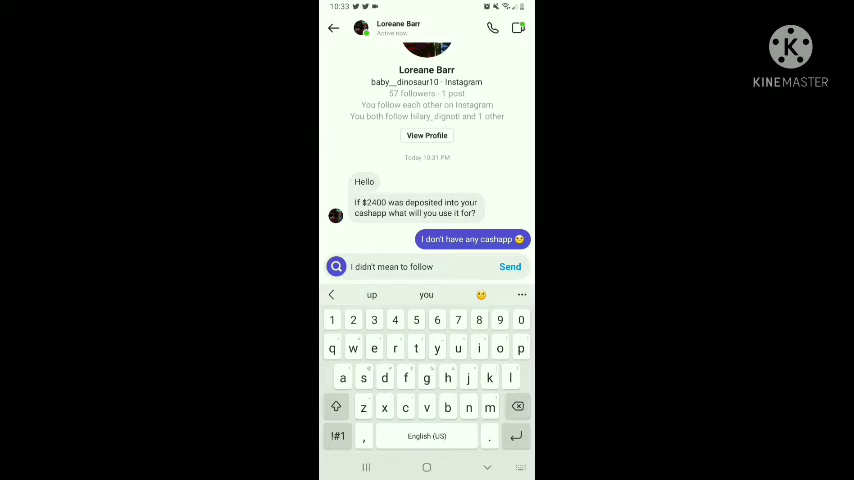 10:33
Loreane Barr
Active now
Loreane Barr
baby__dinosaur10 · Instagram
57 followers · 1 post
You follow each other on Instagram
You both follow hilary_dignoti and 1 other
View Profile
Today 10:31 PM
Hello
If $2400 was deposited into your
cashapp what will you use it for?
I don't have any cashapp
I didn't mean to follow Send
up you
1 2 3 4 5 6 7 8 9 0
q w e r t y u i o p
a s d f g h j k l
z x c v b n m
!#1 , English (US) .
K
KINEMASTER